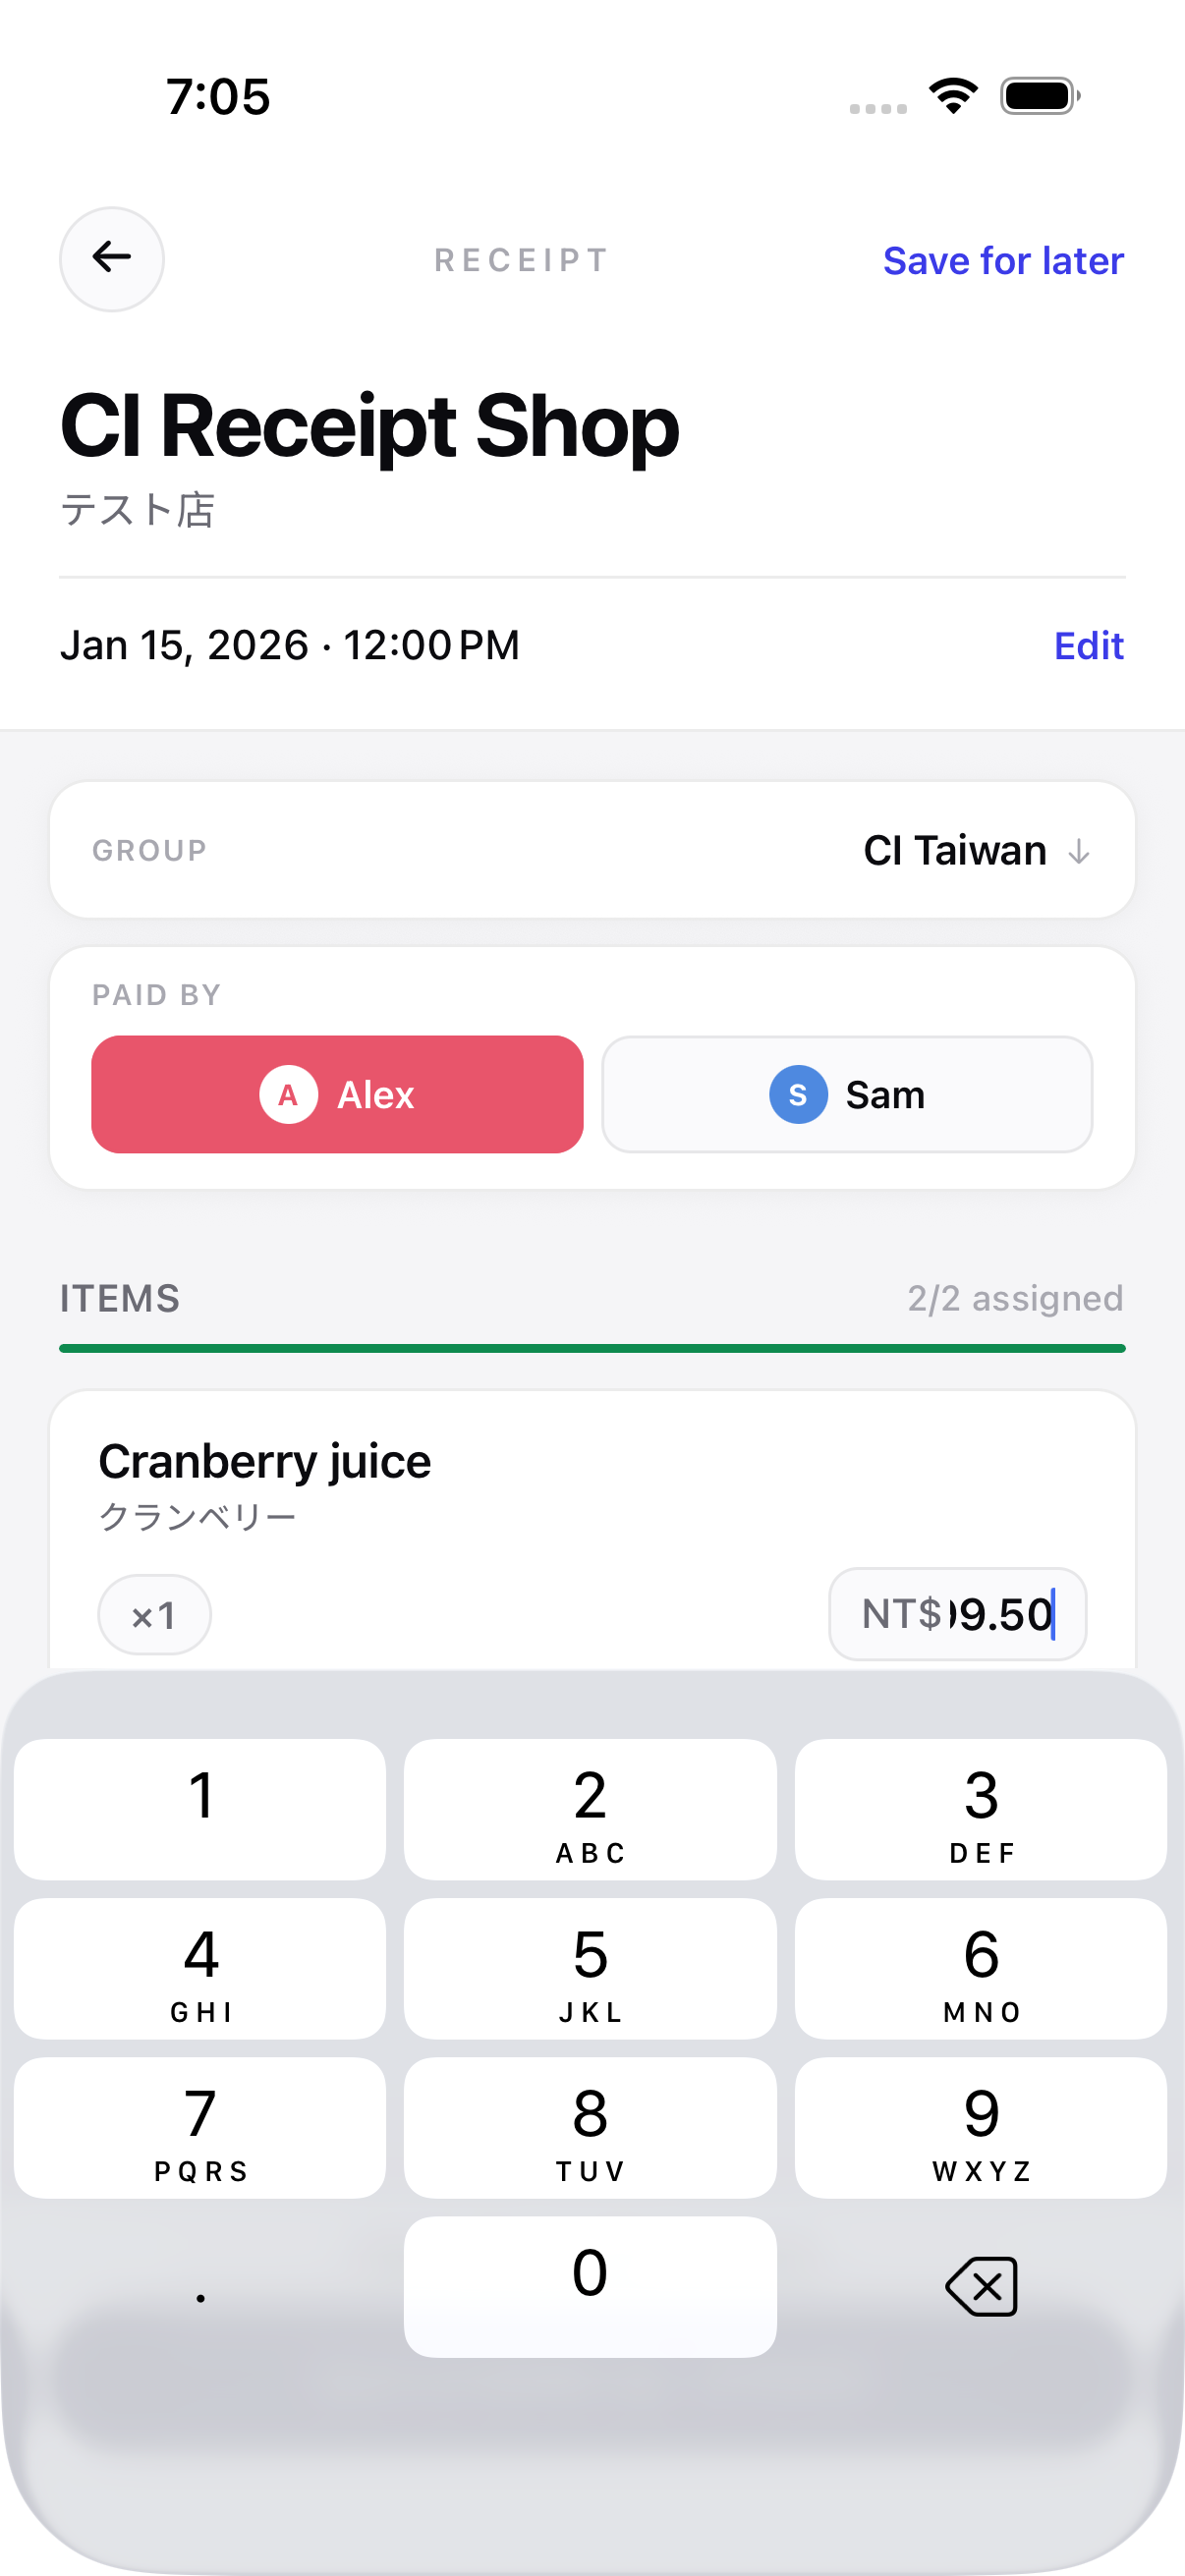 7:05
RECEIPT
Save for later
CI Receipt Shop
テスト店
Jan 15, 2026 · 12:00 PM
Edit
GROUP
CI Taiwan ↓
PAID BY
A Alex
S Sam
ITEMS
2/2 assigned
Cranberry juice
クランベリー
×1
NT$ 9.50
1
2
ABC
3
DEF
4
GHI
5
JKL
6
MNO
7
PQRS
8
TUV
9
WXYZ
.
0